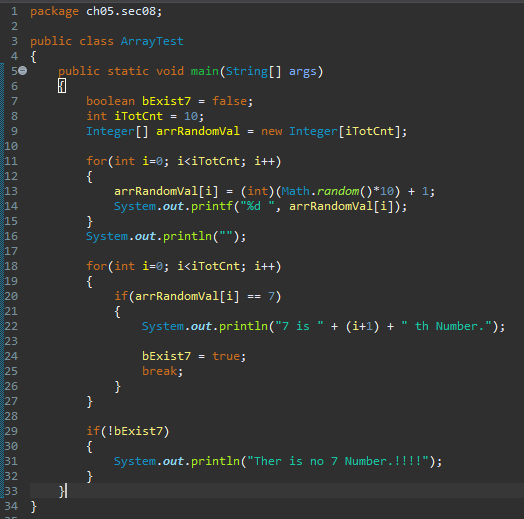 1 package ch05.sec08;
2
3 public class ArrayTest
4 {
5 public static void main(String[] args)
6 {
7 boolean bExist7 = false;
8 int iTotCnt = 10;
9 Integer[] arrRandomVal = new Integer[iTotCnt];
10
11 for(int i=0; i<iTotCnt; i++)
12 {
13 arrRandomVal[i] = (int)(Math.random()*10) + 1;
14 System.out.printf("%d ", arrRandomVal[i]);
15 }
16 System.out.println("");
17
18 for(int i=0; i<iTotCnt; i++)
19 {
20 if(arrRandomVal[i] == 7)
21 {
22 System.out.println("7 is " + (i+1) + " th Number.");
23
24 bExist7 = true;
25 break;
26 }
27 }
28
29 if(!bExist7)
30 {
31 System.out.println("Ther is no 7 Number.!!!!");
32 }
33 }
34 }